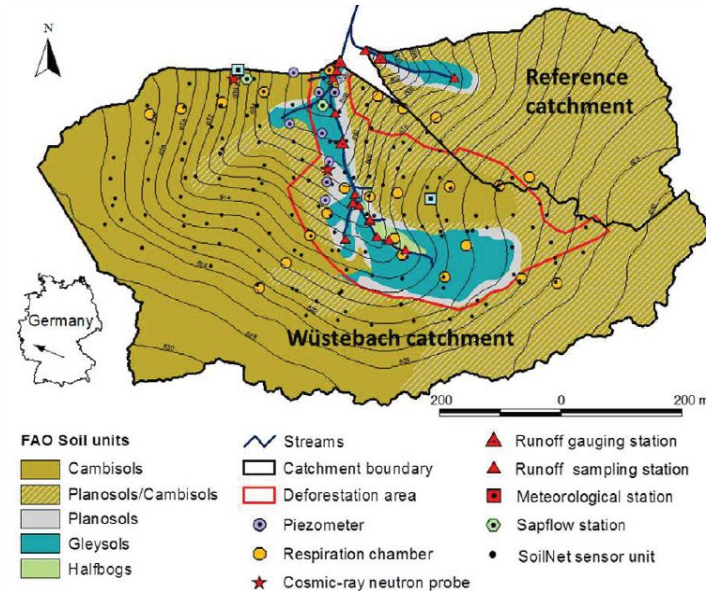 N
Reference
catchment
Wüstebach catchment
Germany
200 0 200 m
FAO Soil units
Cambisols
Planosols/Cambisols
Planosols
Gleysols
Halfbogs
Streams
Catchment boundary
Deforestation area
Piezometer
Respiration chamber
Cosmic-ray neutron probe
Runoff gauging station
Runoff sampling station
Meteorological station
Sapflow station
SoilNet sensor unit